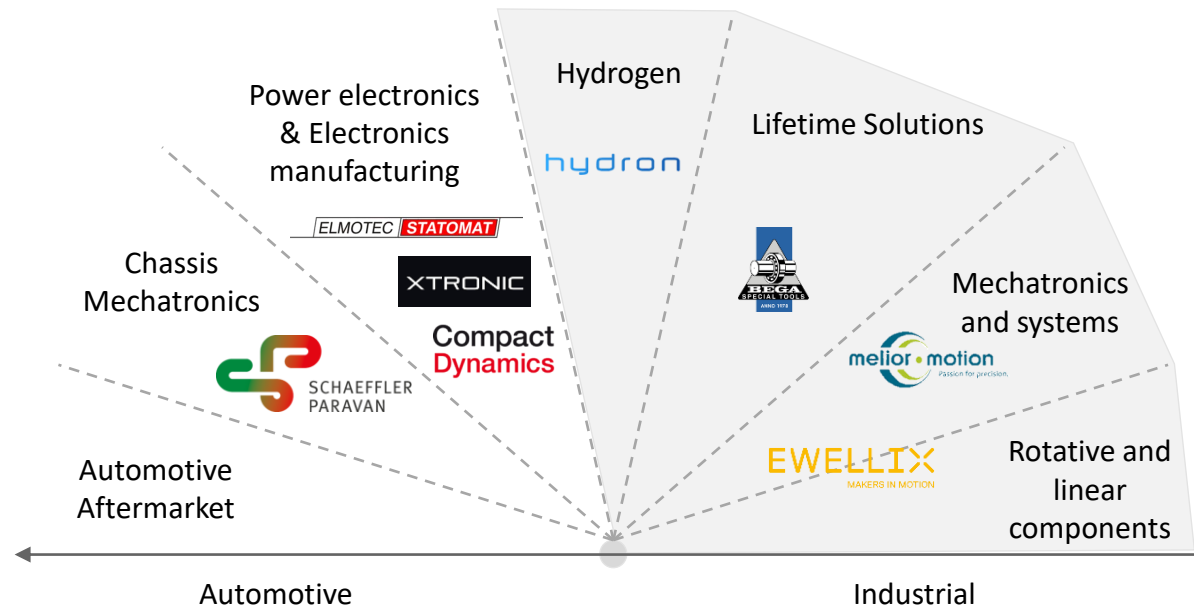 Hydrogen
hydron
Power electronics
& Electronics
manufacturing
ELMOTEC STATOMAT
XTRONIC
Compact
Dynamics
Lifetime Solutions
BEGA
SPECIAL TOOLS
ANNO 1978
Chassis
Mechatronics
SCHAEFFLER
PARAVAN
Mechatronics
and systems
melior motion
Passion for precision.
Automotive
Aftermarket
EWELLIX
MAKERS IN MOTION
Rotative and
linear
components
Automotive
Industrial